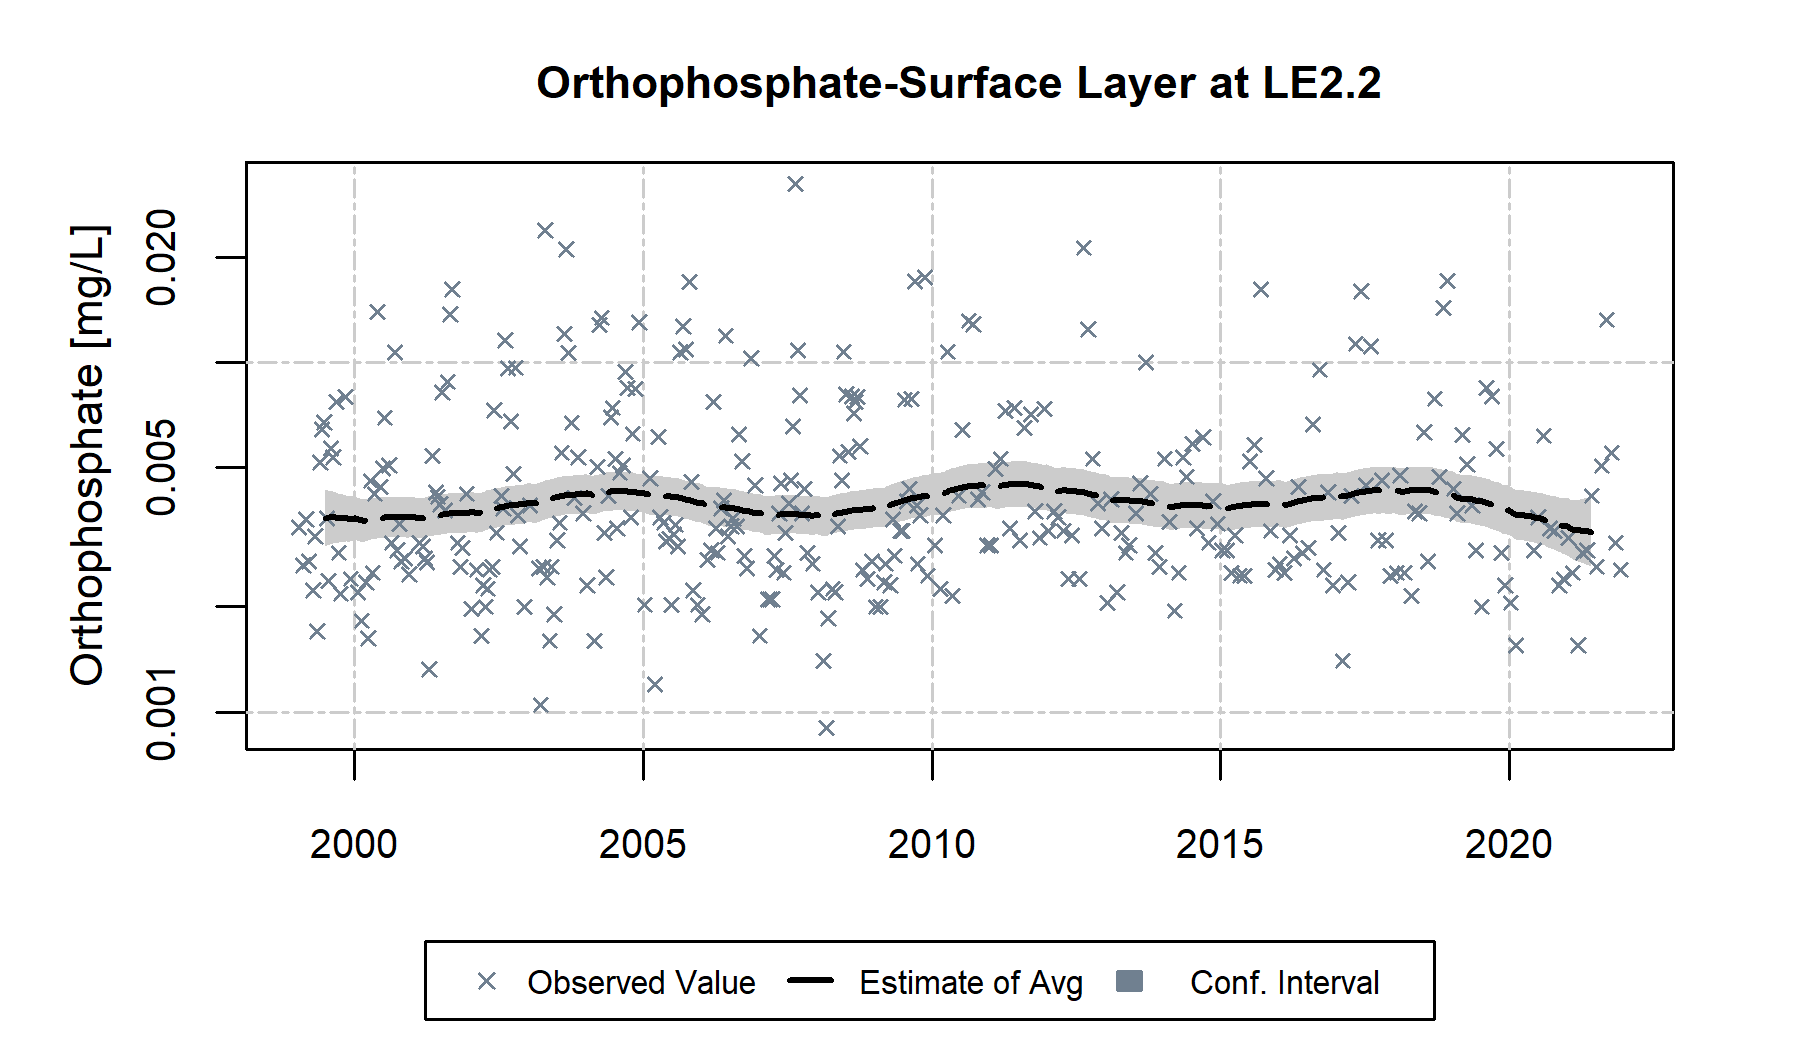 Orthophosphate-Surface Layer at LE2.2
Orthophosphate [mg/L]
0.020
0.005
0.001
2000 2005 2010 2015 2020
Observed Value Estimate of Avg Conf. Interval